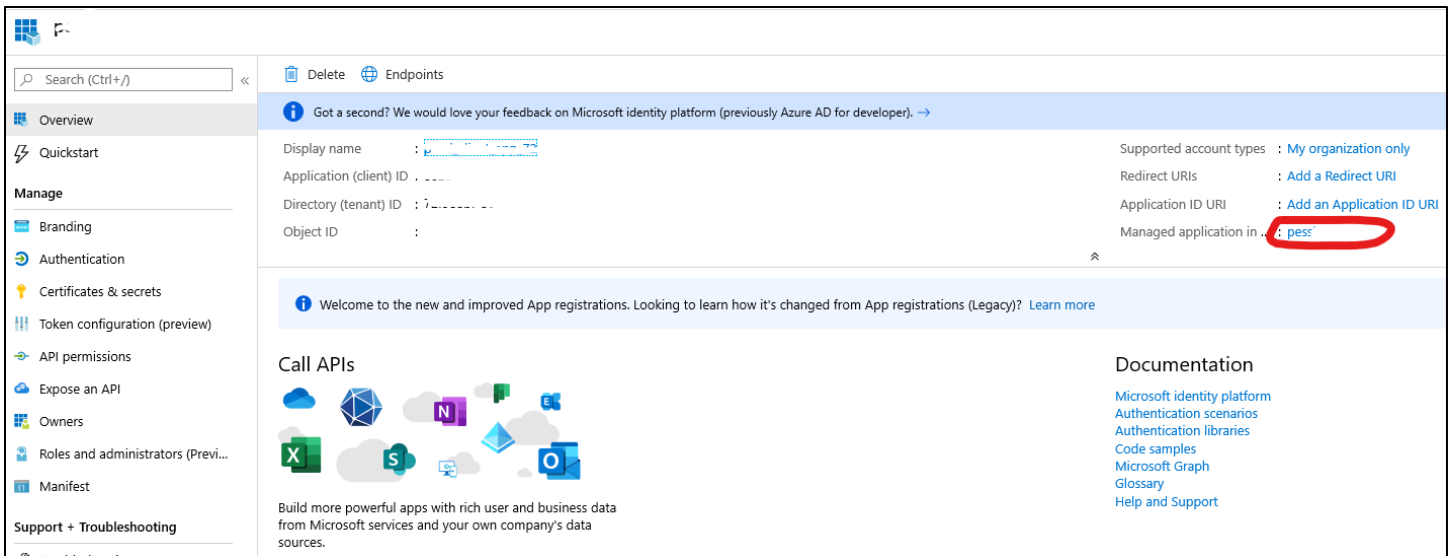 Search (Ctrl+/)
«
Overview
Quickstart
Manage
Branding
Authentication
Certificates & secrets
Token configuration (preview)
API permissions
Expose an API
Owners
Roles and administrators (Previ...
Manifest
Support + Troubleshooting
Delete Endpoints
Got a second? We would love your feedback on Microsoft identity platform (previously Azure AD for developer). →
Display name :
Application (client) ID :
Directory (tenant) ID :
Object ID :
Supported account types : My organization only
Redirect URIs : Add a Redirect URI
Application ID URI : Add an Application ID URI
Managed application in ... :
Welcome to the new and improved App registrations. Looking to learn how it's changed from App registrations (Legacy)? Learn more
Call APIs
N
E
X
S
O
Build more powerful apps with rich user and business data
from Microsoft services and your own company's data
sources.
Documentation
Microsoft identity platform
Authentication scenarios
Authentication libraries
Code samples
Microsoft Graph
Glossary
Help and Support